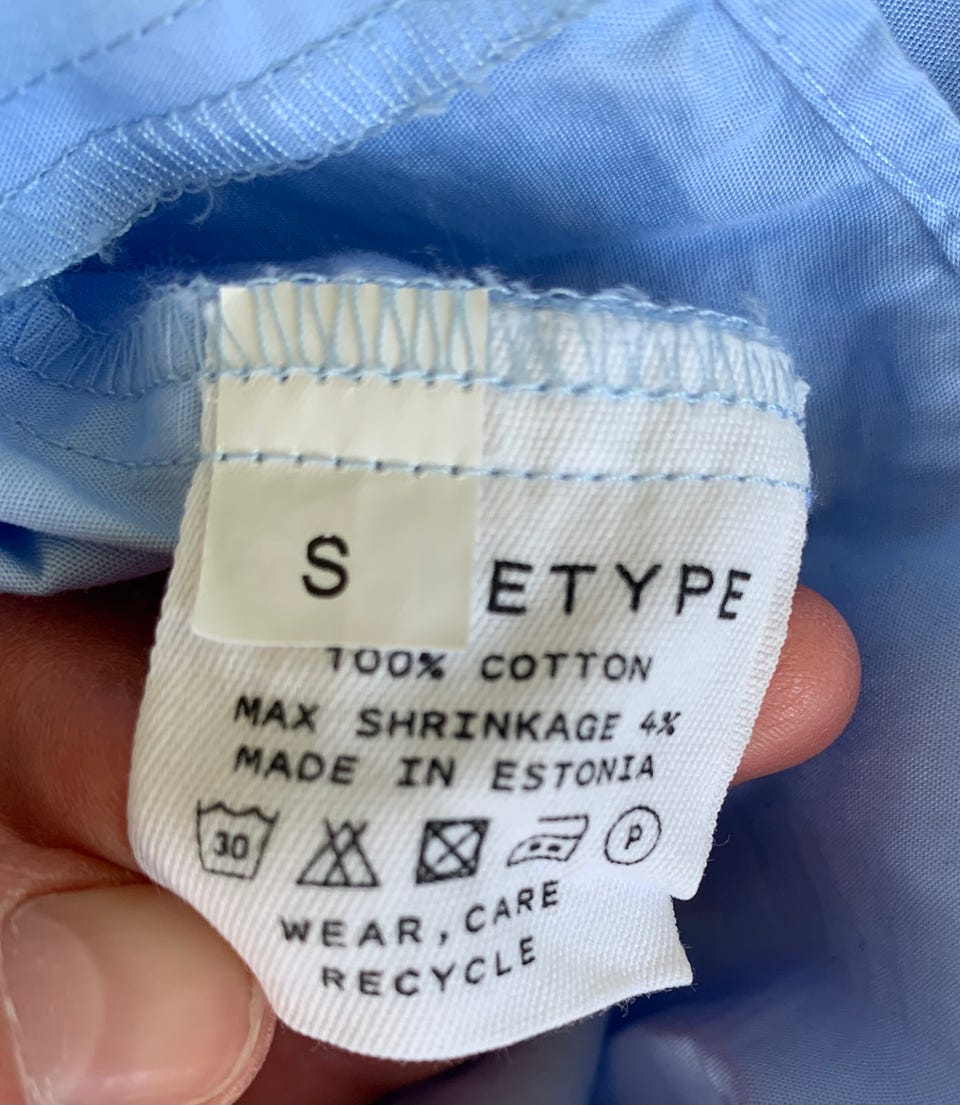 S
ETYPE
100% COTTON
MAX SHRINKAGE 4%
MADE IN ESTONIA
30 P
WEAR, CARE
RECYCLE